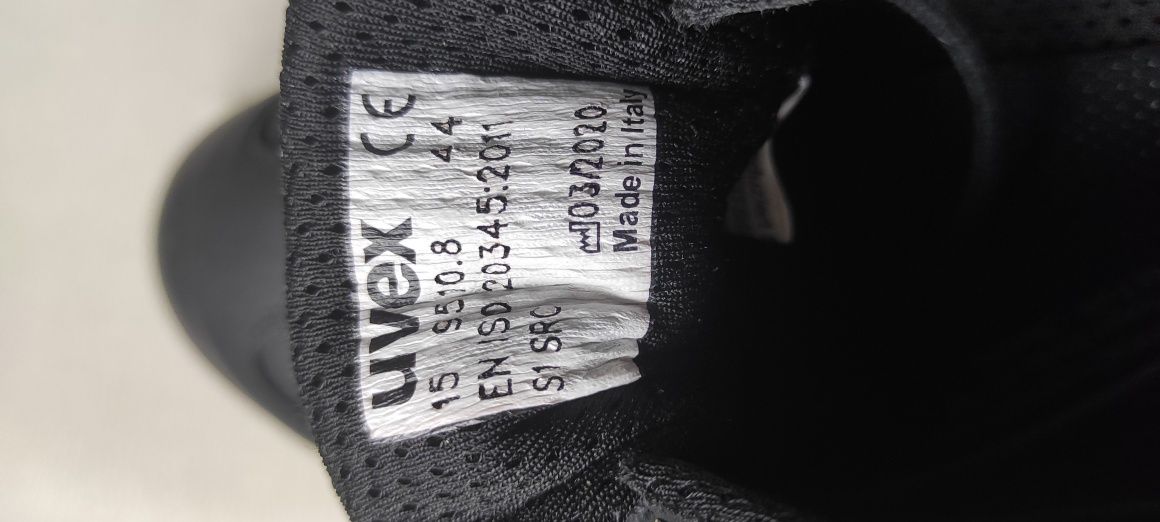 uvex CE
15 9510.8 44
EN ISO 20345:2011
S1 SRC
03/2020
Made in Italy